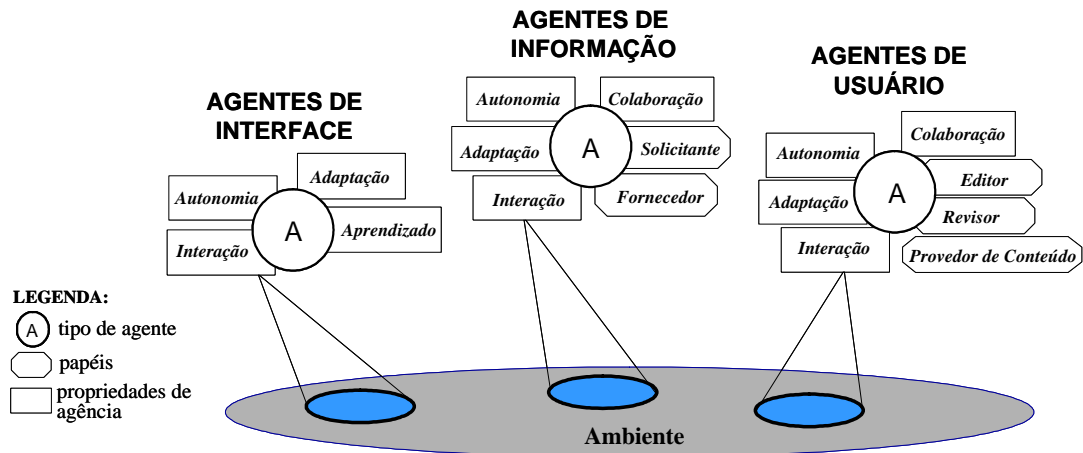 AGENTES DE
INTERFACE
Autonomia
Adaptação
Interação
Aprendizado
A
AGENTES DE
INFORMAÇÃO
Autonomia
Colaboração
Adaptação
Solicitante
Interação
Fornecedor
A
AGENTES DE
USUÁRIO
Autonomia
Colaboração
Adaptação
Editor
Revisor
Interação
Provedor de Conteúdo
A
LEGENDA:
A tipo de agente
papéis
propriedades de
agência
Ambiente